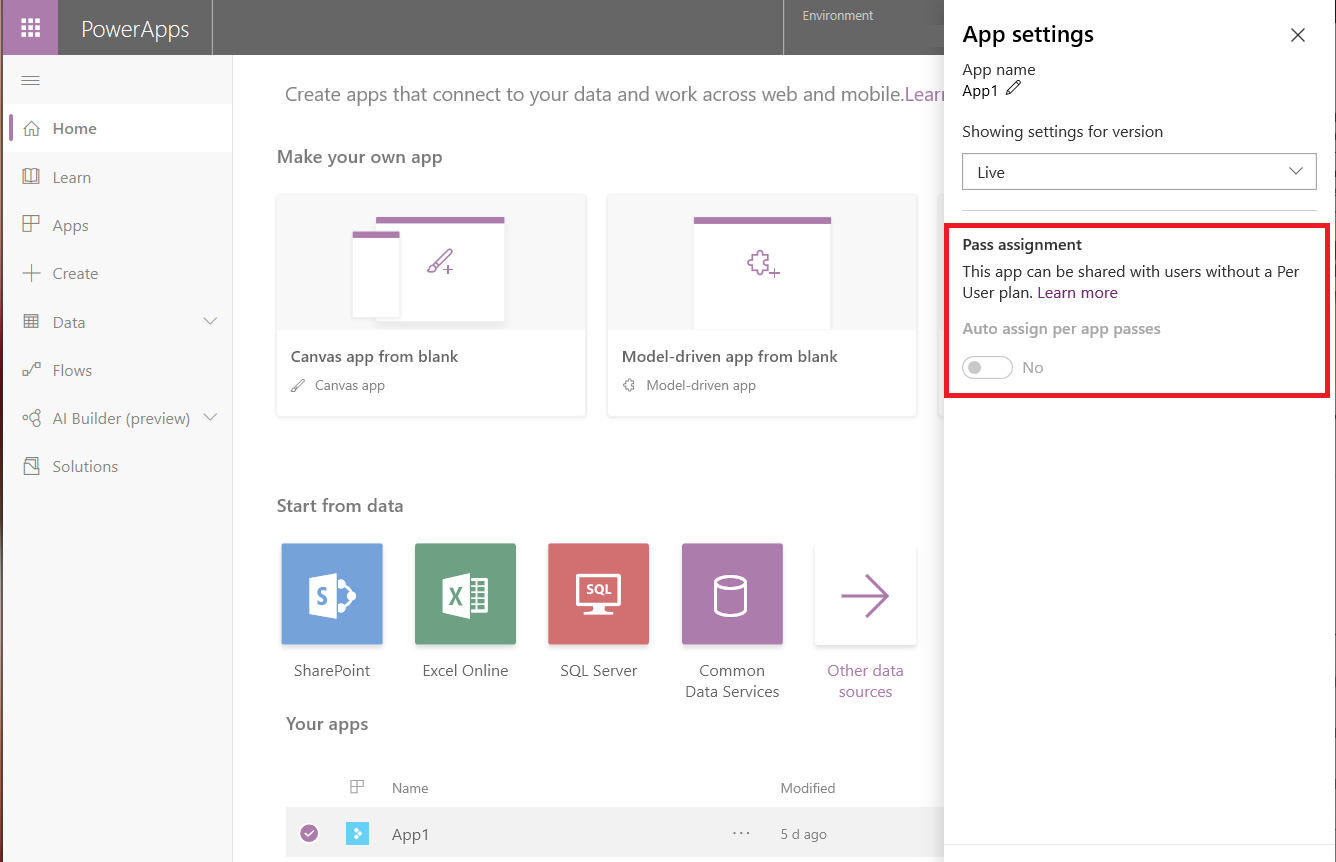 PowerApps
Environment
Home
Learn
Apps
Create
Data
Flows
AI Builder (preview)
Solutions
Create apps that connect to your data and work across web and mobile.Learn
Make your own app
Canvas app from blank
Canvas app
Model-driven app from blank
Model-driven app
Start from data
S
X
SQL
SharePoint
Excel Online
SQL Server
Common
Data Services
Other data
sources
Your apps
Name
Modified
App1
...
5 d ago
App settings
App name
App1
Showing settings for version
Live
Pass assignment
This app can be shared with users without a Per
User plan. Learn more
Auto assign per app passes
No